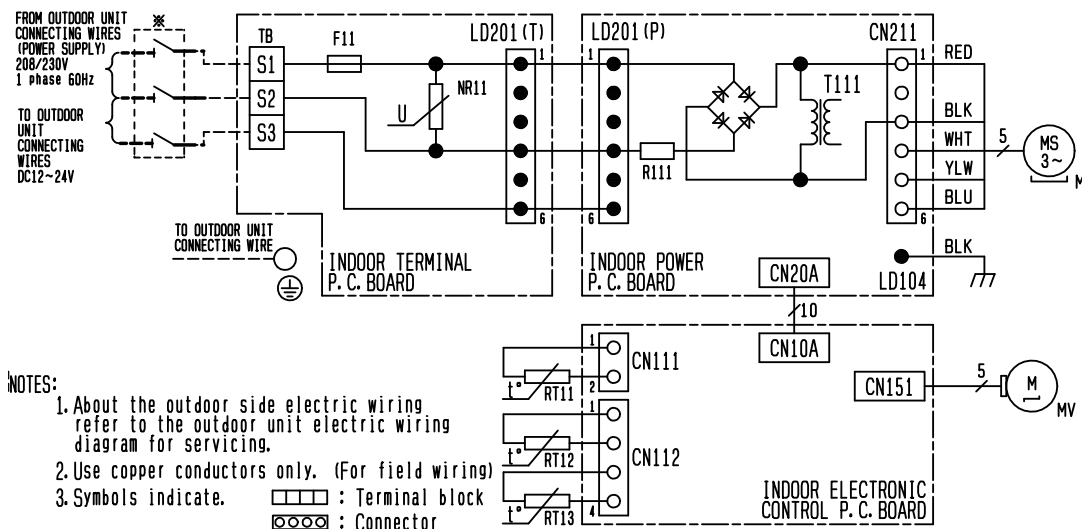 FROM OUTDOOR UNIT
CONNECTING WIRES
(POWER SUPPLY)
208/230V
1 phase 60Hz
TO OUTDOOR
UNIT
CONNECTING
WIRES
DC12~24V
※
TB
S1
S2
S3
F11
NR11
U
LD201(T)
1
6
TO OUTDOOR UNIT
CONNECTING WIRE
INDOOR TERMINAL
P.C.BOARD
LD201(P)
1
6
R111
T111
CN211
1
6
RED
BLK
WHT
YLW
BLU
5
MS
3~
M
BLK
LD104
INDOOR POWER
P.C.BOARD
CN20A
10
CN10A
CN111
1
2
t°
RT11
CN112
1
4
t°
RT12
t°
RT13
CN151
5
M
MV
INDOOR ELECTRONIC
CONTROL P.C.BOARD
NOTES:
1. About the outdoor side electric wiring
refer to the outdoor unit electric wiring
diagram for servicing.
2. Use copper conductors only. (For field wiring)
3. Symbols indicate.
: Terminal block
: Connector